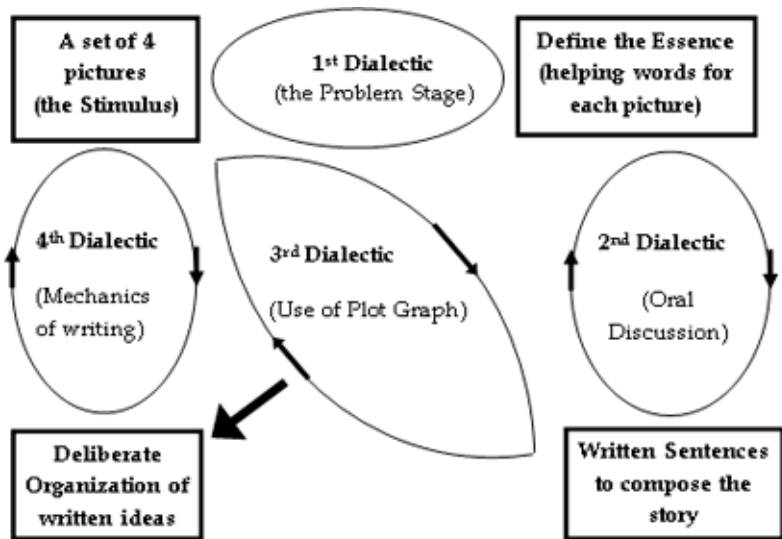 A set of 4
pictures
(the Stimulus)
1st Dialectic
(the Problem Stage)
Define the Essence
(helping words for
each picture)
4th Dialectic
(Mechanics
of writing)
3rd Dialectic
(Use of Plot Graph)
2nd Dialectic
(Oral
Discussion)
Deliberate
Organization of
written ideas
Written Sentences
to compose the
story